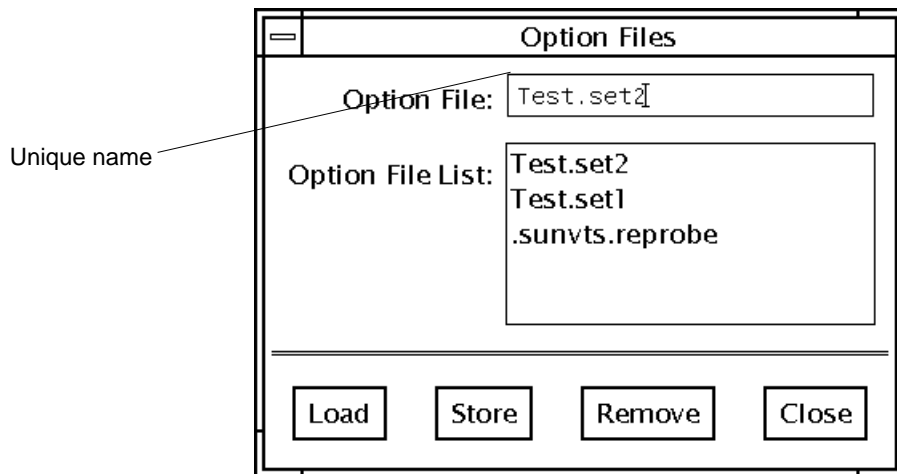 Option Files
Option File: Test.set2
Unique name
Option File List: Test.set2
Test.set1
.sunvts.reprobe
Load Store Remove Close